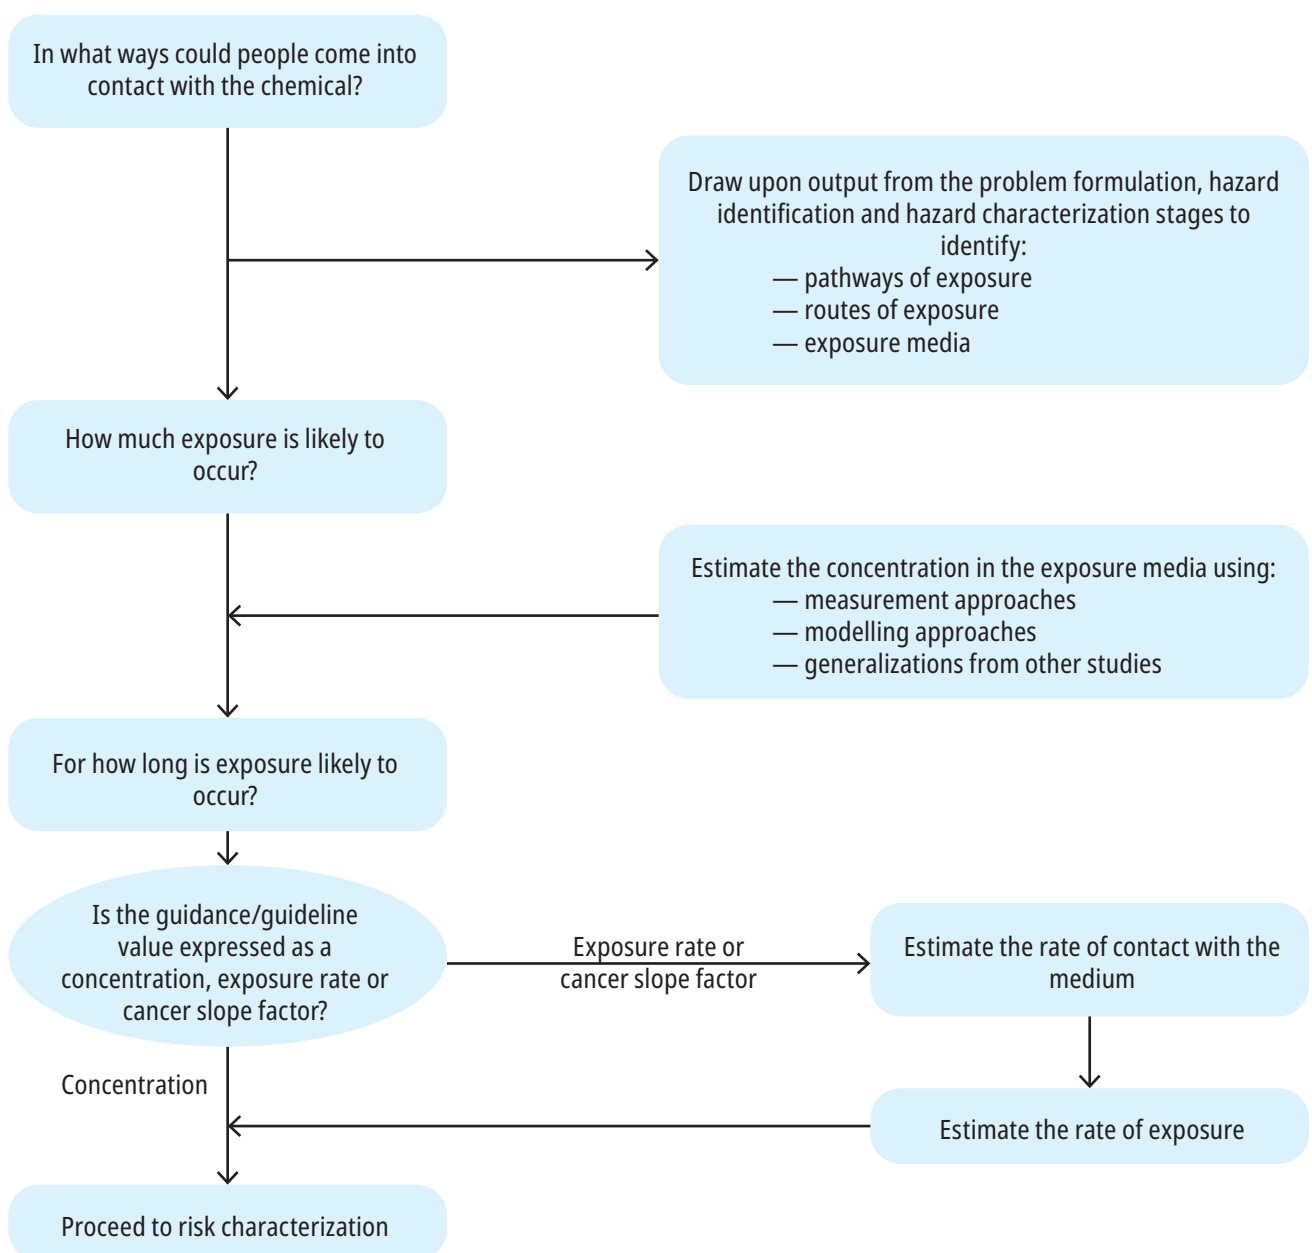 In what ways could people come into
contact with the chemical?
Draw upon output from the problem formulation, hazard
identification and hazard characterization stages to
identify:
— pathways of exposure
— routes of exposure
— exposure media
How much exposure is likely to
occur?
Estimate the concentration in the exposure media using:
— measurement approaches
— modelling approaches
— generalizations from other studies
For how long is exposure likely to
occur?
Is the guidance/guideline
value expressed as a
concentration, exposure rate or
cancer slope factor?
Exposure rate or
cancer slope factor
Estimate the rate of contact with the
medium
Concentration
Estimate the rate of exposure
Proceed to risk characterization